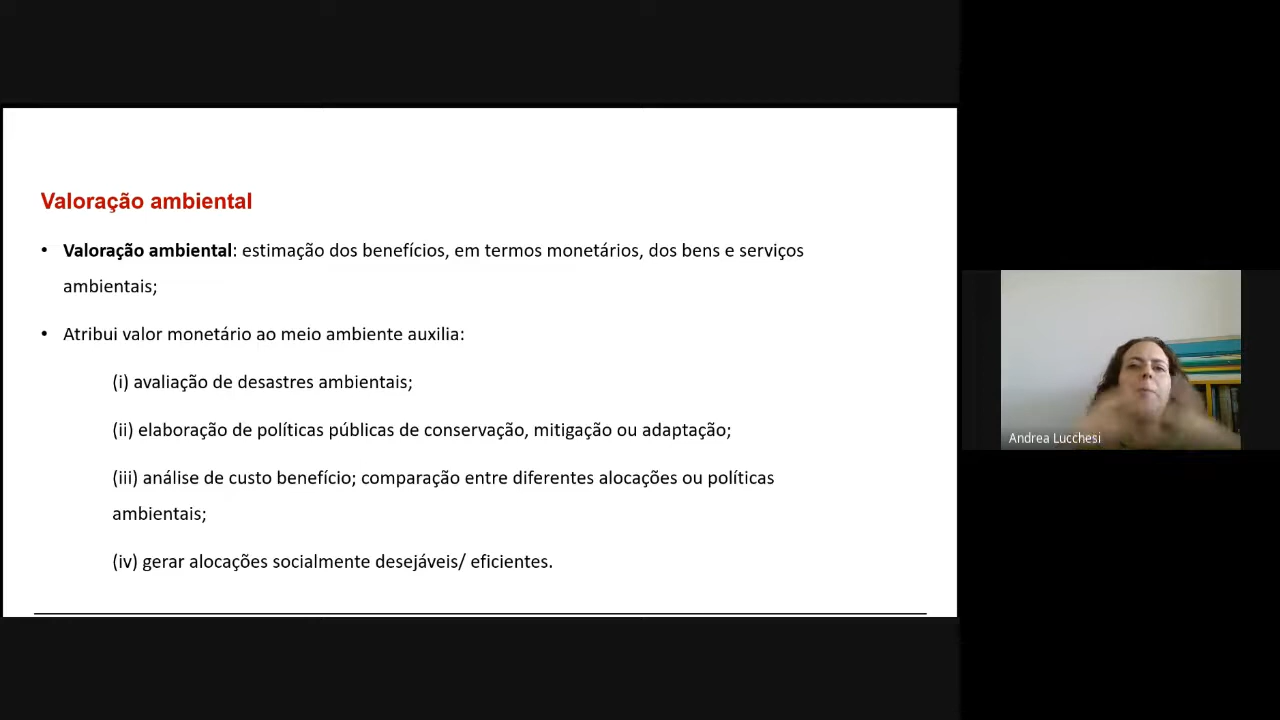 Valoração ambiental
• Valoração ambiental: estimação dos benefícios, em termos monetários, dos bens e serviços
ambientais;
• Atribui valor monetário ao meio ambiente auxilia:
(i) avaliação de desastres ambientais;
(ii) elaboração de políticas públicas de conservação, mitigação ou adaptação;
(iii) análise de custo benefício; comparação entre diferentes alocações ou políticas
ambientais;
(iv) gerar alocações socialmente desejáveis/ eficientes.
Andrea Lucchesi